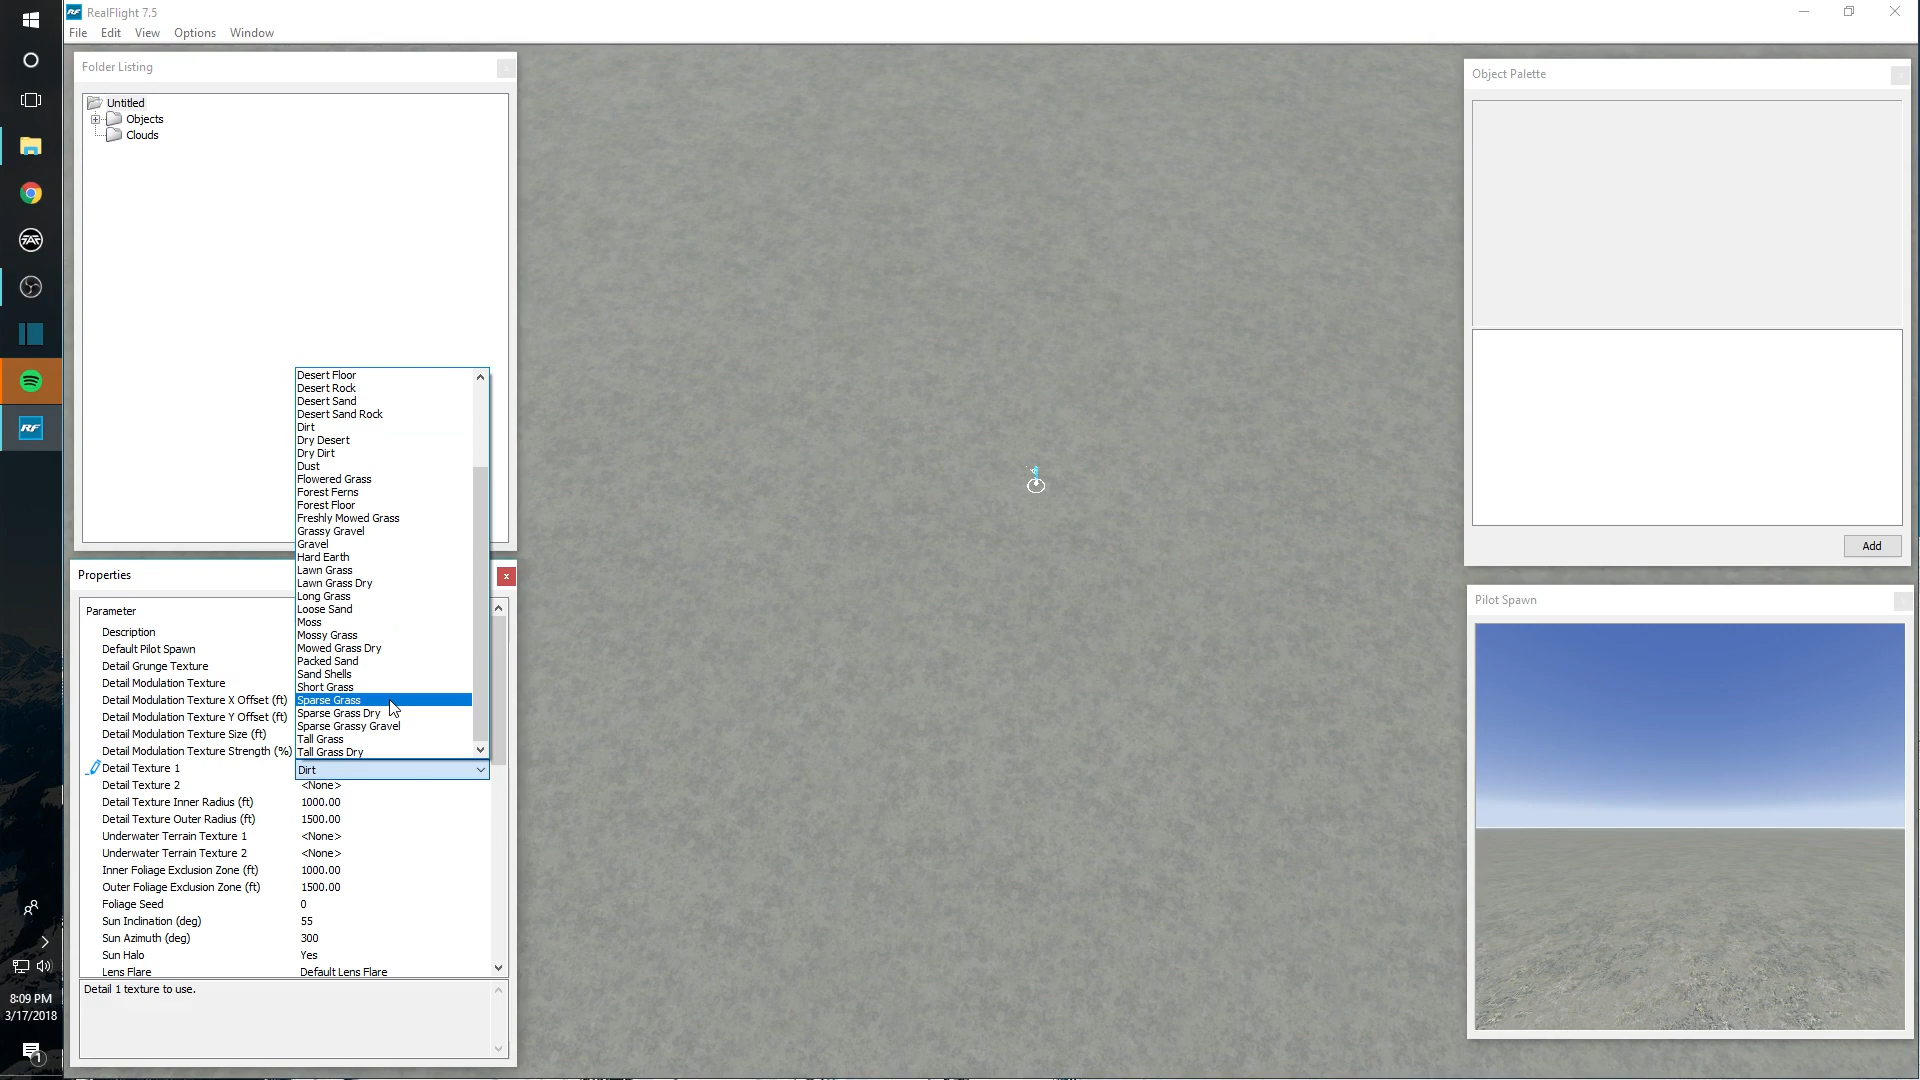 RF RealFlight 7.5
File Edit View Options Window
Folder Listing
Untitled
Objects
Clouds
Desert Floor
Desert Rock
Desert Sand
Desert Sand Rock
Dirt
Dry Desert
Dry Dirt
Dust
Flowered Grass
Forest Ferns
Forest Floor
Freshly Mowed Grass
Grassy Gravel
Gravel
Hard Earth
Lawn Grass
Lawn Grass Dry
Long Grass
Loose Sand
Moss
Mossy Grass
Mowed Grass Dry
Packed Sand
Sand Shells
Short Grass
Sparse Grass
Sparse Grass Dry
Sparse Grassy Gravel
Tall Grass
Tall Grass Dry
Properties
Parameter
Description
Default Pilot Spawn
Detail Grunge Texture
Detail Modulation Texture
Detail Modulation Texture X Offset (ft)
Detail Modulation Texture Y Offset (ft)
Detail Modulation Texture Size (ft)
Detail Modulation Texture Strength (%)
Detail Texture 1 Dirt
Detail Texture 2 <None>
Detail Texture Inner Radius (ft) 1000.00
Detail Texture Outer Radius (ft) 1500.00
Underwater Terrain Texture 1 <None>
Underwater Terrain Texture 2 <None>
Inner Foliage Exclusion Zone (ft) 1000.00
Outer Foliage Exclusion Zone (ft) 1500.00
Foliage Seed 0
Sun Inclination (deg) 55
Sun Azimuth (deg) 300
Sun Halo Yes
Lens Flare Default Lens Flare
Detail 1 texture to use.
Object Palette
Add
Pilot Spawn
RF
8:09 PM
3/17/2018
1